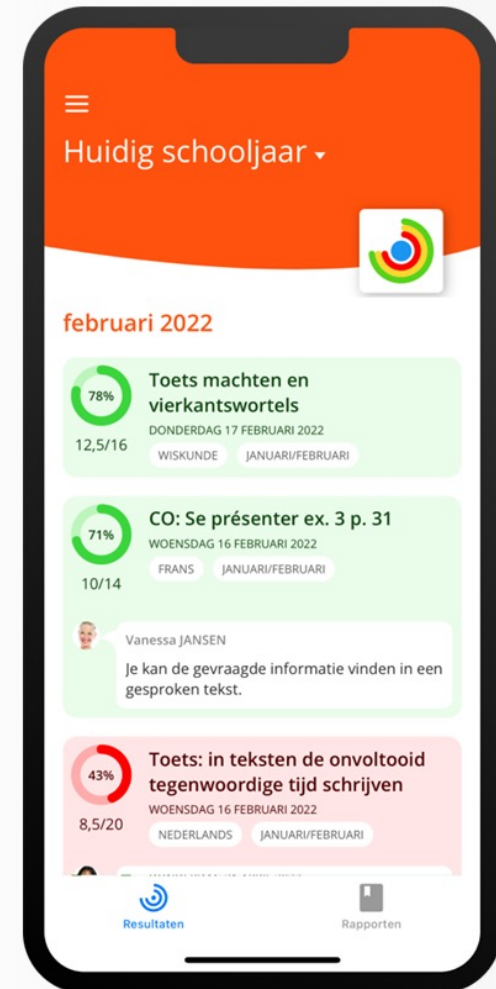 Huidig schooljaar
februari 2022
78%
12,5/16
Toets machten en
vierkantswortels
DONDERDAG 17 FEBRUARI 2022
WISKUNDE JANUARI/FEBRUARI
71%
10/14
CO: Se présenter ex. 3 p. 31
WOENSDAG 16 FEBRUARI 2022
FRANS JANUARI/FEBRUARI
Vanessa JANSEN
Je kan de gevraagde informatie vinden in een
gesproken tekst.
43%
8,5/20
Toets: in teksten de onvoltooid
tegenwoordige tijd schrijven
WOENSDAG 16 FEBRUARI 2022
NEDERLANDS JANUARI/FEBRUARI
Resultaten
Rapporten